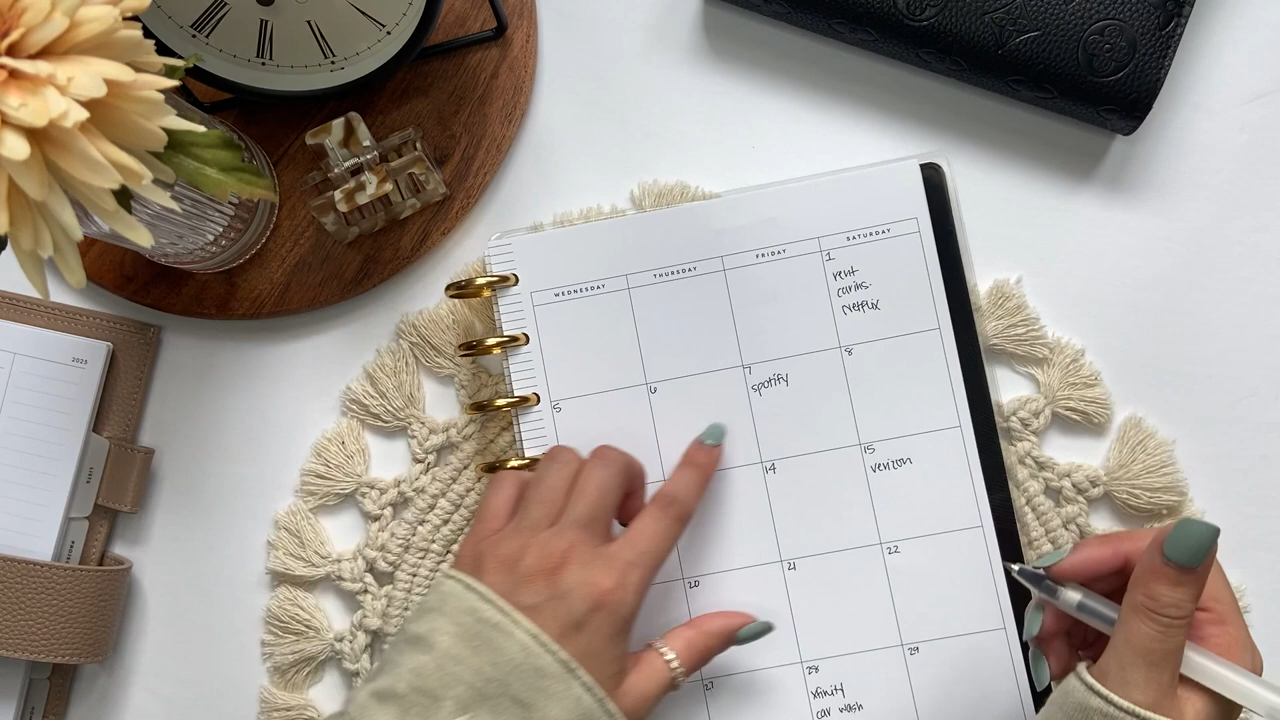 2025
LISTS
WEDNESDAY
THURSDAY
FRIDAY
SATURDAY
1
rent
netflix
5
6
7
spotify
8
14
15
verizon
20
21
22
27
28
xfinity
car wash
29